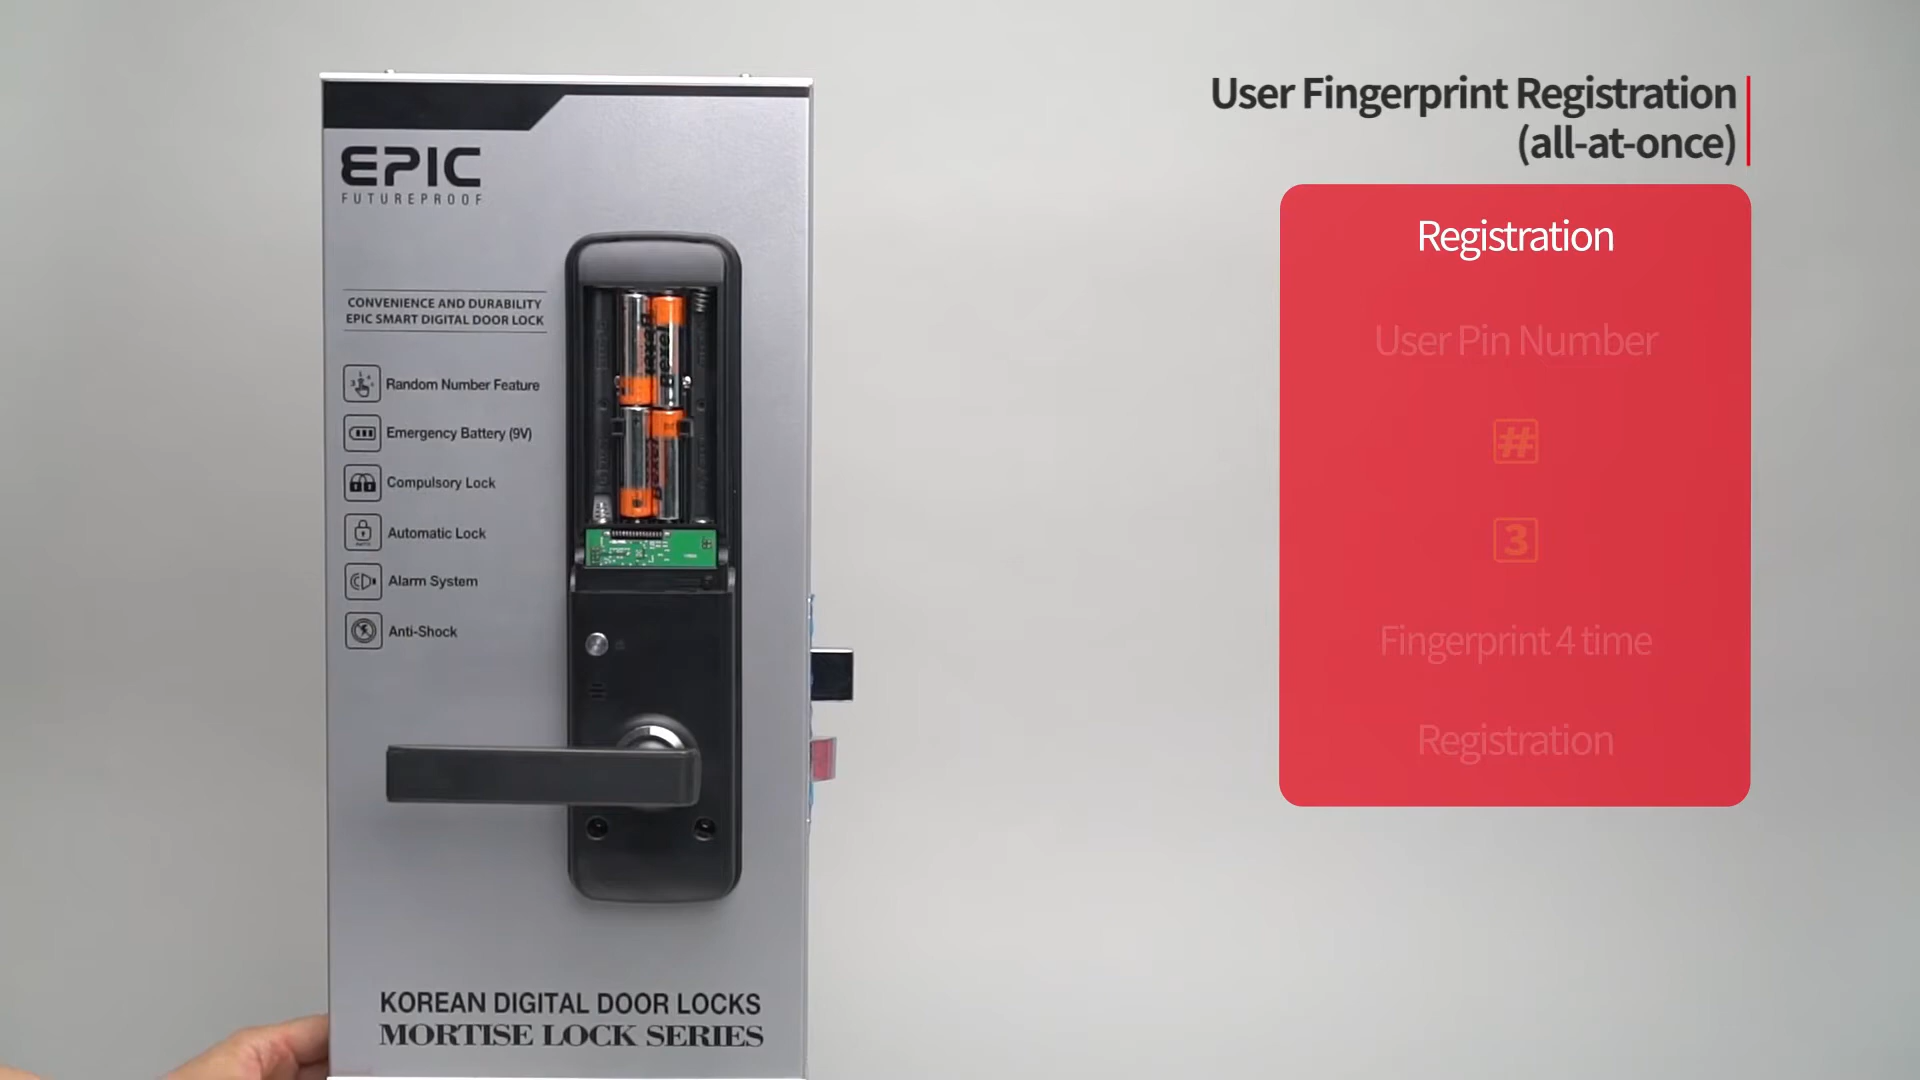 EPIC
FUTUREPROOF
CONVENIENCE AND DURABILITY
EPIC SMART DIGITAL DOOR LOCK
Random Number Feature
Emergency Battery (9V)
Compulsory Lock
Automatic Lock
Alarm System
Anti-Shock
Bexel
Bexel
KOREAN DIGITAL DOOR LOCKS
MORTISE LOCK SERIES
User Fingerprint Registration
(all-at-once)
Registration
User Pin Number
#
3
Fingerprint 4 time
Registration